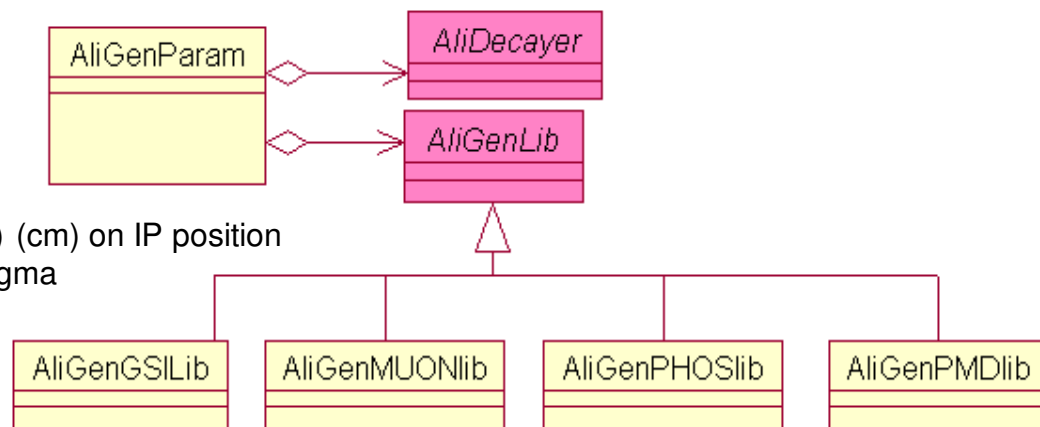 AliGenParam
AliDecayer
AliGenLib
) (cm) on IP position
gma
AliGenGSILib
AliGenMUONlib
AliGenPHOSlib
AliGenPMDlib